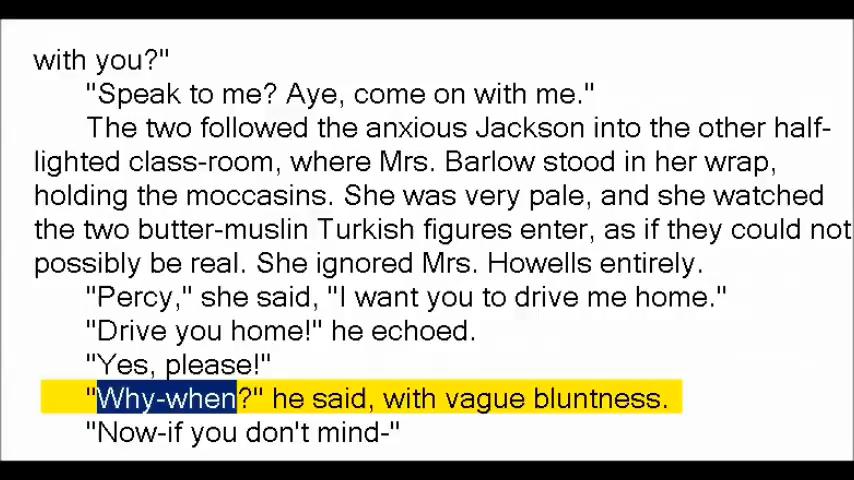 with you?"
"Speak to me? Aye, come on with me."
The two followed the anxious Jackson into the other half-
lighted class-room, where Mrs. Barlow stood in her wrap,
holding the moccasins. She was very pale, and she watched
the two butter-muslin Turkish figures enter, as if they could not
possibly be real. She ignored Mrs. Howells entirely.
"Percy," she said, "I want you to drive me home."
"Drive you home!" he echoed.
"Yes, please!"
"Why-when?" he said, with vague bluntness.
"Now-if you don't mind-"